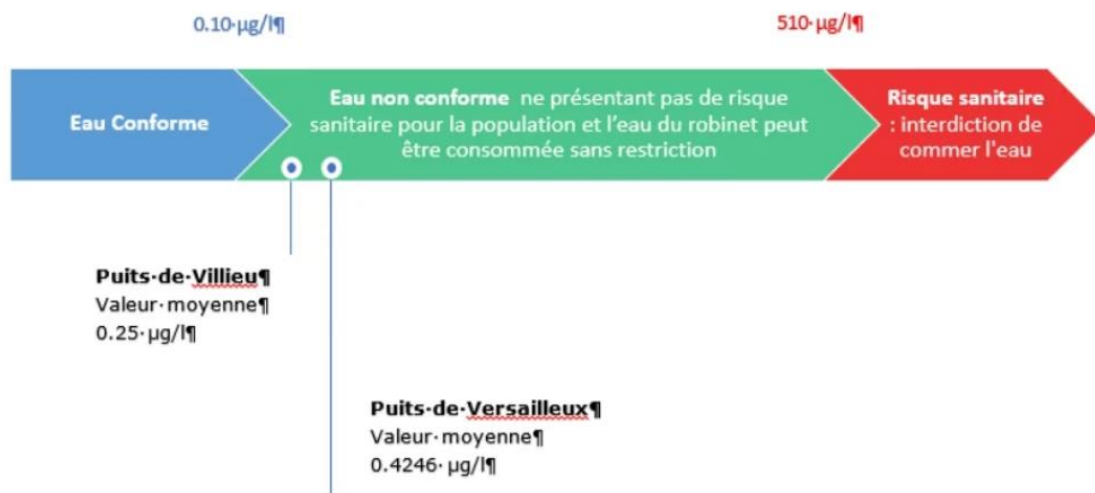 0.10·µg/l¶
510·µg/l¶
Eau Conforme
Eau non conforme ne présentant pas de risque
sanitaire pour la population et l'eau du robinet peut
être consommée sans restriction
Risque sanitaire
: interdiction de
commer l'eau
Puits·de·Villieu¶
Valeur·moyenne¶
0.25·µg/l¶
Puits·de·Versailleux¶
Valeur·moyenne¶
0.4246·µg/l¶